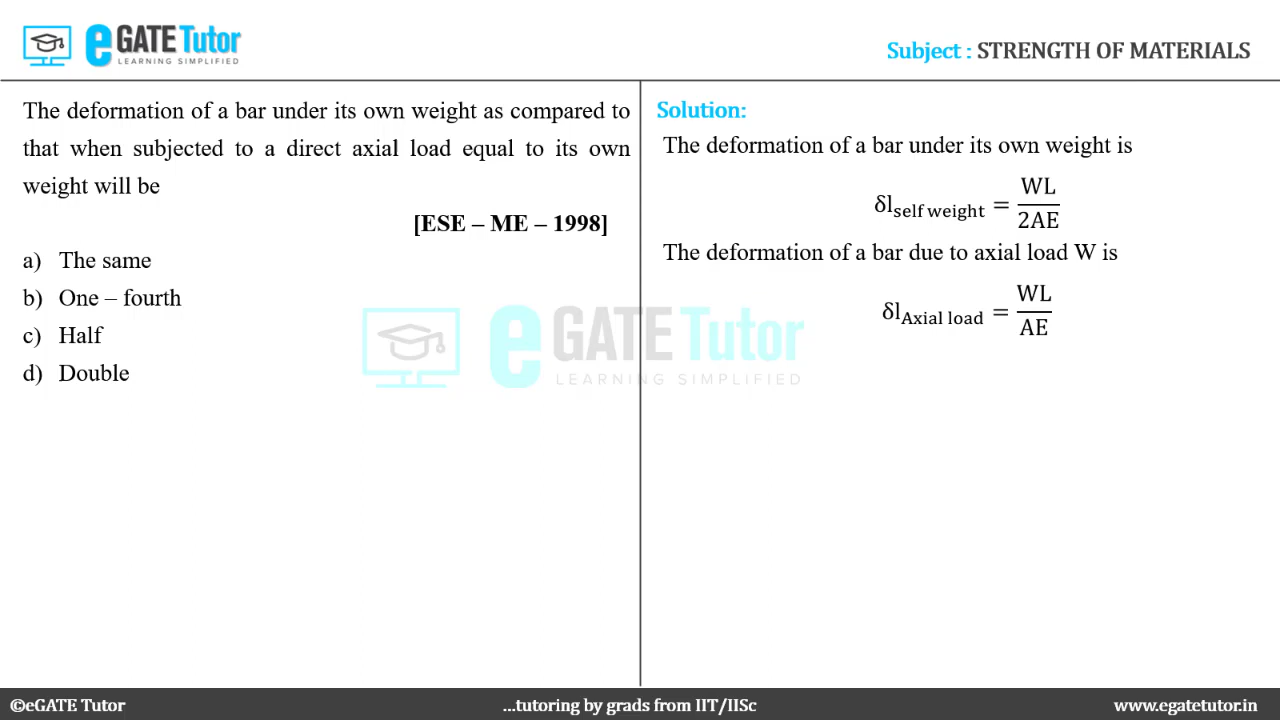 eGATE Tutor
LEARNING SIMPLIFIED
Subject : STRENGTH OF MATERIALS
The deformation of a bar under its own weight as compared to
that when subjected to a direct axial load equal to its own
weight will be
[ESE – ME – 1998]
a) The same
b) One – fourth
c) Half
d) Double
Solution:
The deformation of a bar under its own weight is
δl_self weight = WL/2AE
The deformation of a bar due to axial load W is
δl_Axial load = WL/AE
eGATE Tutor
LEARNING SIMPLIFIED
©eGATE Tutor
...tutoring by grads from IIT/IISc
www.egatetutor.in